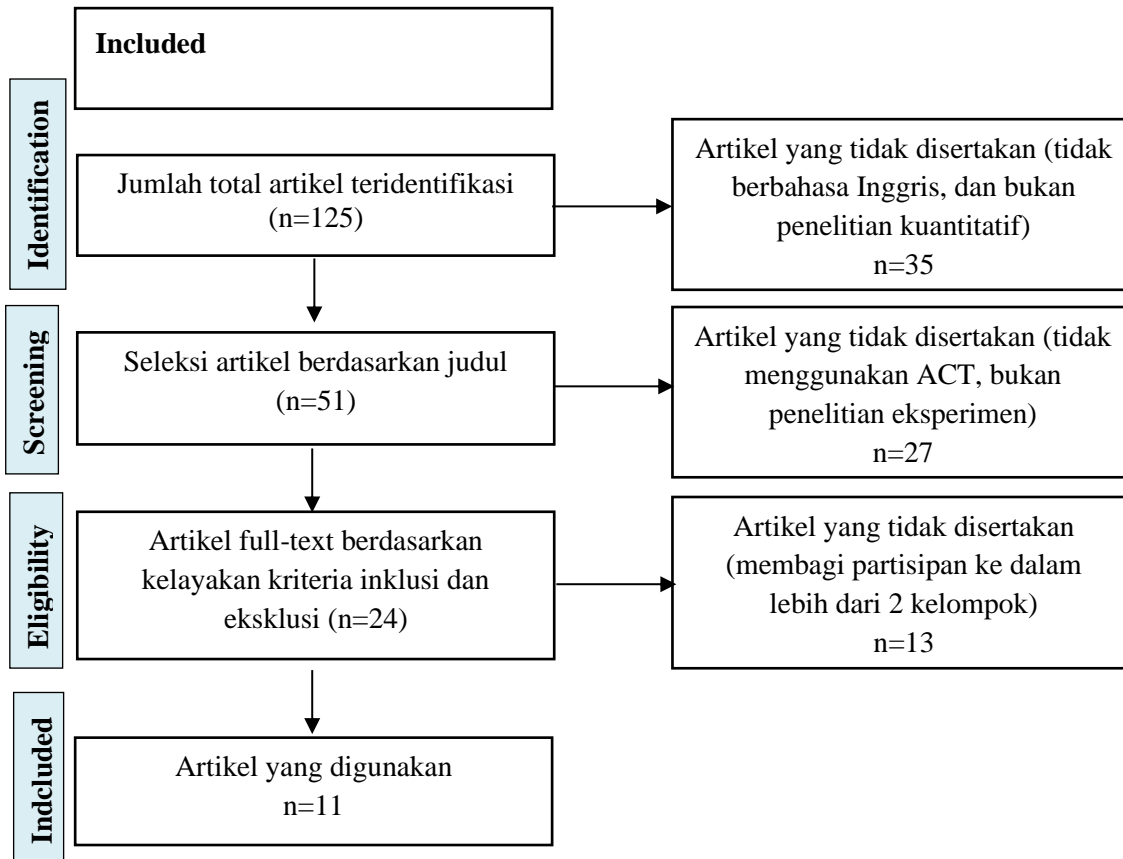 Included
Identification
Jumlah total artikel teridentifikasi
(n=125)
Artikel yang tidak disertakan (tidak
berbahasa Inggris, dan bukan
penelitian kuantitatif)
n=35
Screening
Seleksi artikel berdasarkan judul
(n=51)
Artikel yang tidak disertakan (tidak
menggunakan ACT, bukan
penelitian eksperimen)
n=27
Eligibility
Artikel full-text berdasarkan
kelayakan kriteria inklusi dan
eksklusi (n=24)
Artikel yang tidak disertakan
(membagi partisipan ke dalam
lebih dari 2 kelompok)
n=13
Indcluded
Artikel yang digunakan
n=11